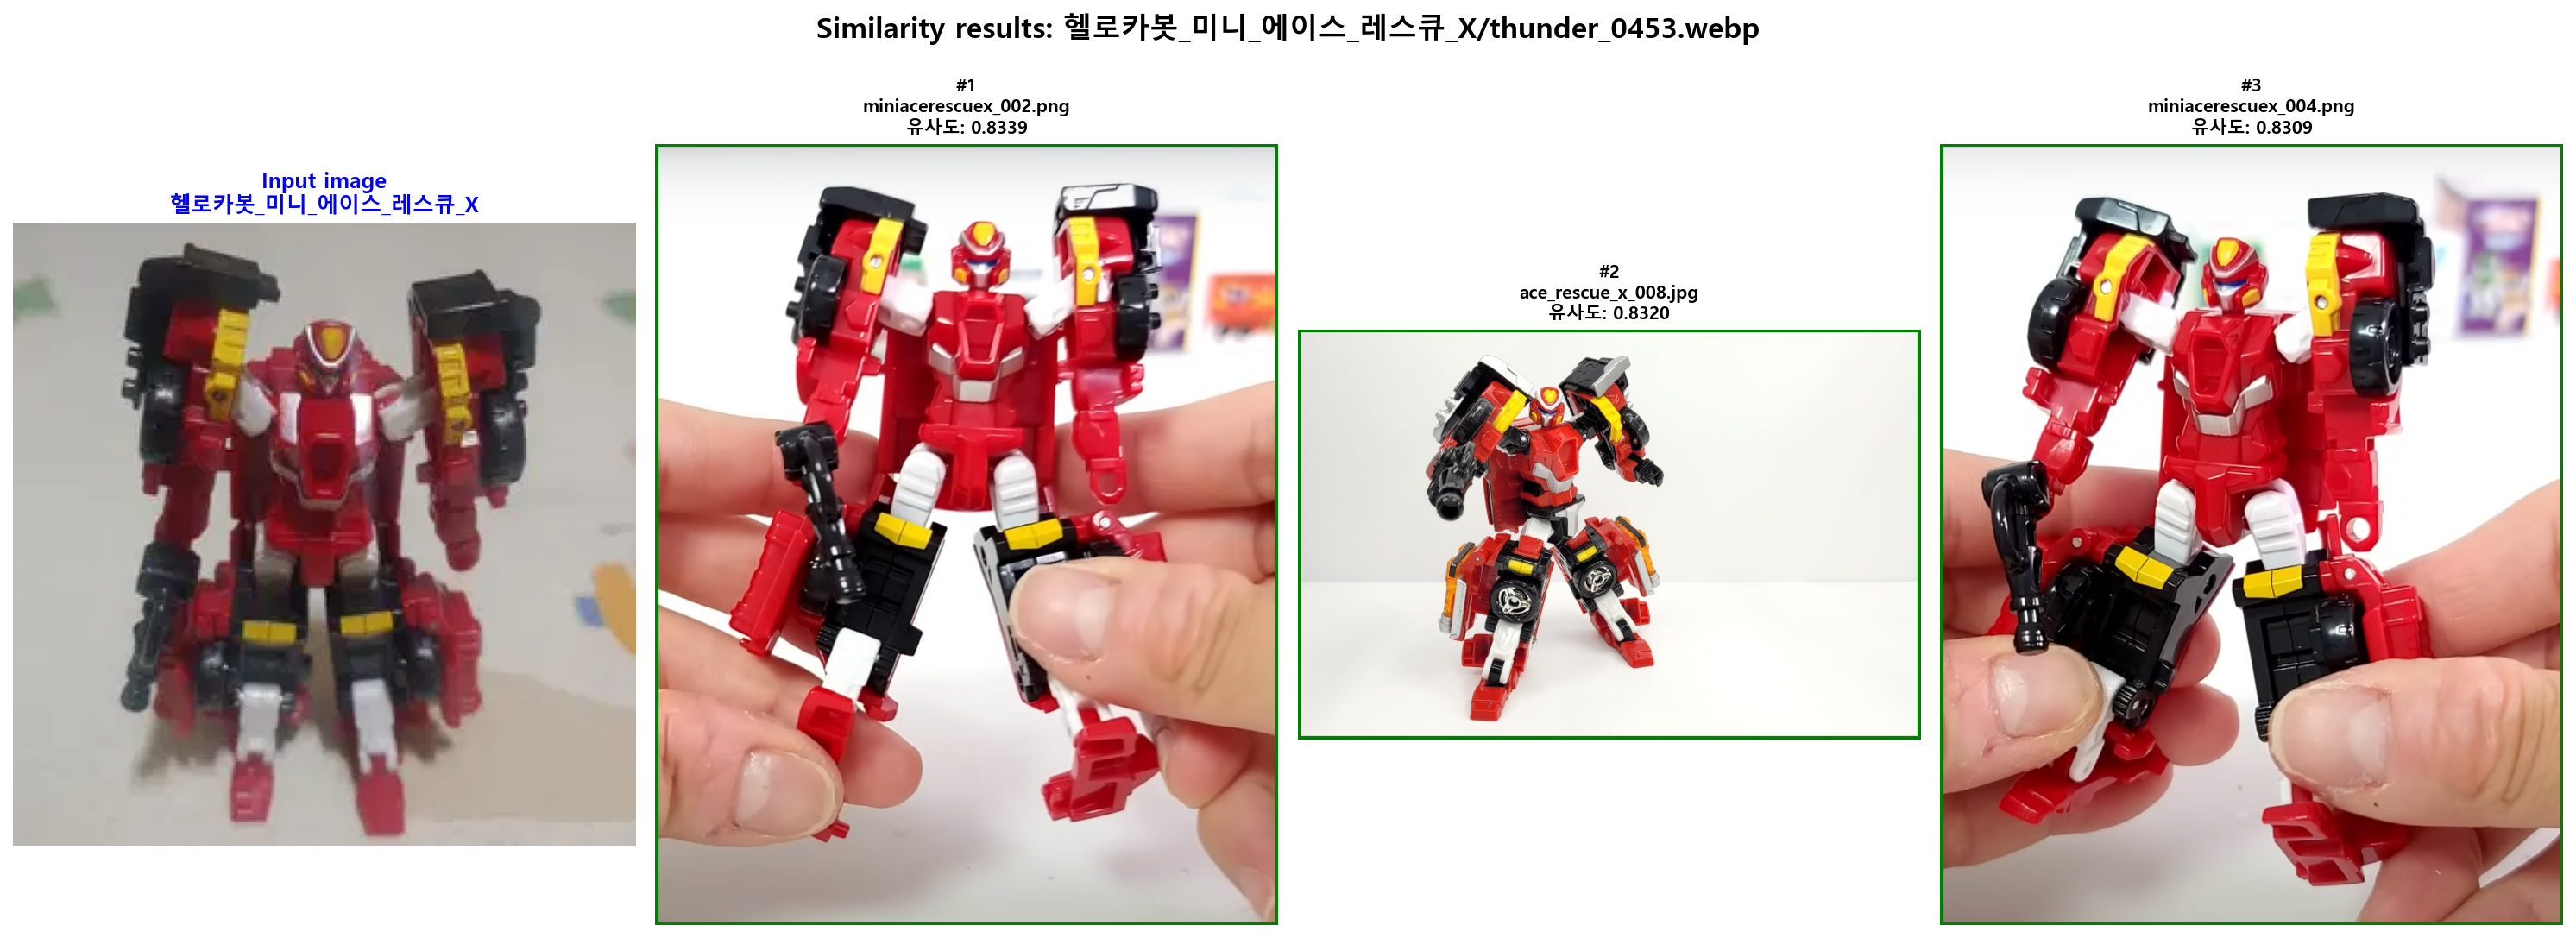 Similarity results: 헬로카봇_미니_에이스_레스큐_X/thunder_0453.webp
Input image
헬로카봇_미니_에이스_레스큐_X
#1
miniacerescuex_002.png
유사도: 0.8339
#2
ace_rescue_x_008.jpg
유사도: 0.8320
#3
miniacerescuex_004.png
유사도: 0.8309